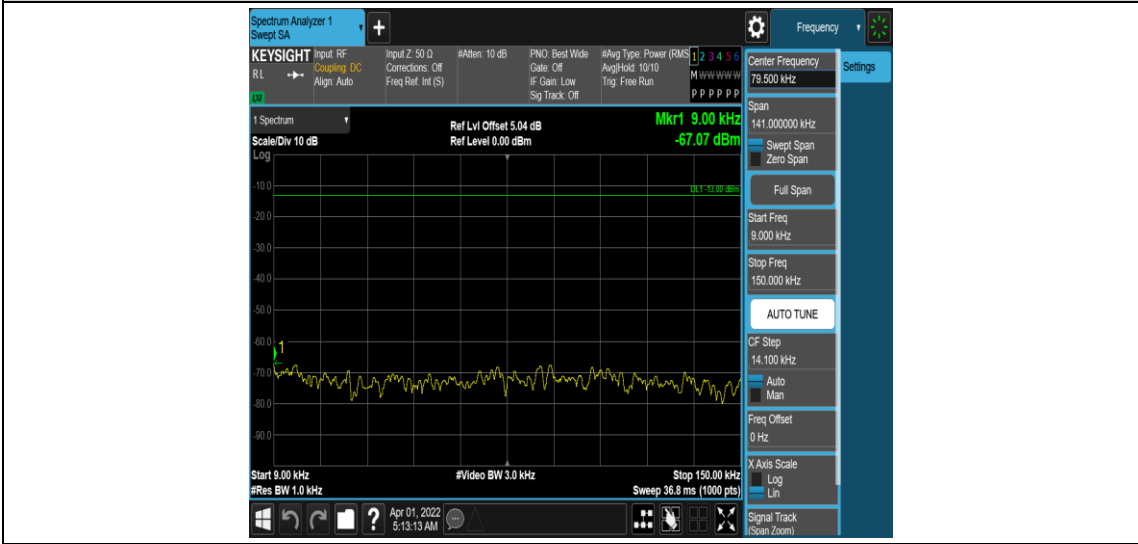 Spectrum Analyzer 1
Swept SA
+
Frequency
KEYSIGHT
RL
Input: RF
Coupling: DC
Align: Auto
Input Z: 50 Ω
Corrections: Off
Freq Ref: Int (S)
#Atten: 10 dB
PNO: Best Wide
Gate: Off
IF Gain: Low
Sig Track: Off
#Avg Type: Power (RMS
Avg|Hold: 10/10
Trig: Free Run
1 2 3 4 5 6
M W W W W W
P P P P P P
1 Spectrum
Scale/Div 10 dB
Log
Ref Lvl Offset 5.04 dB
Ref Level 0.00 dBm
Mkr1 9.00 kHz
-67.07 dBm
DL1 -13.00 dBm
-10.0
-20.0
-30.0
-40.0
-50.0
-60.0
1
-70.0
-80.0
-90.0
Start 9.00 kHz
#Res BW 1.0 kHz
#Video BW 3.0 kHz
Stop 150.00 kHz
Sweep 36.8 ms (1000 pts)
?
Apr 01, 2022
5:13:13 AM
Center Frequency
79.500 kHz
Settings
Span
141.000000 kHz
Swept Span
Zero Span
Full Span
Start Freq
9.000 kHz
Stop Freq
150.000 kHz
AUTO TUNE
CF Step
14.100 kHz
Auto
Man
Freq Offset
0 Hz
X Axis Scale
Log
Lin
Signal Track
(Span Zoom)